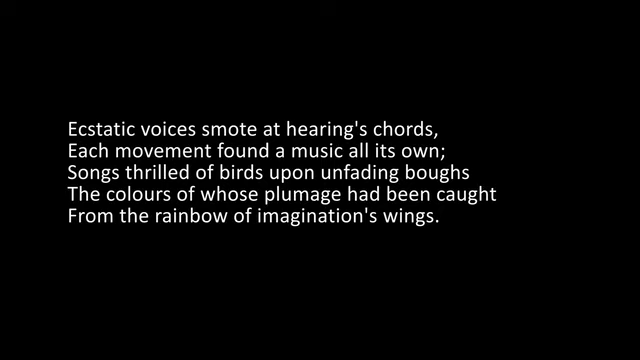 Ecstatic voices smote at hearing's chords,
Each movement found a music all its own;
Songs thrilled of birds upon unfading boughs
The colours of whose plumage had been caught
From the rainbow of imagination's wings.